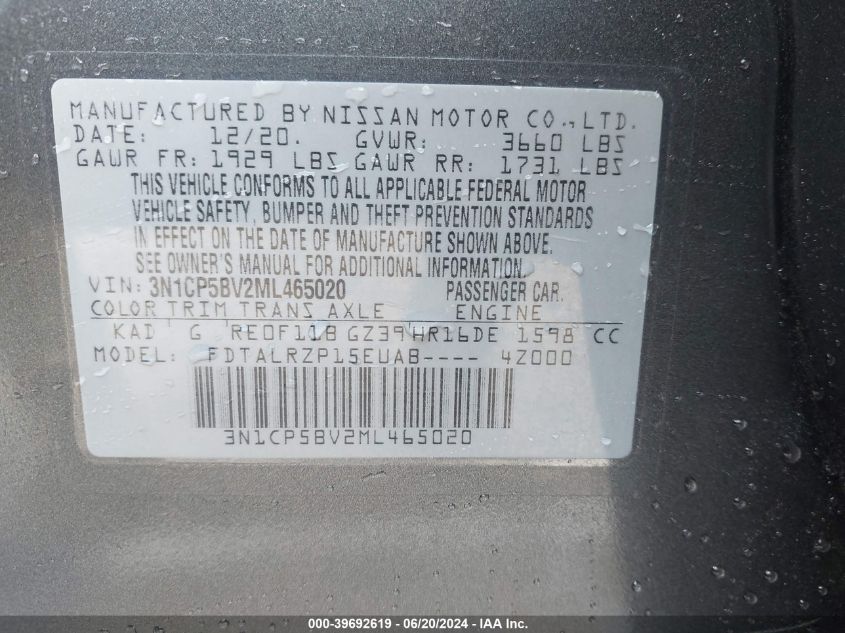 MANUFACTURED BY NISSAN MOTOR CO., LTD.
DATE: 12/20. GVWR: 3660 LBS
GAWR FR: 1929 LBS GAWR RR: 1731 LBS
THIS VEHICLE CONFORMS TO ALL APPLICABLE FEDERAL MOTOR
VEHICLE SAFETY, BUMPER AND THEFT PREVENTION STANDARDS
IN EFFECT ON THE DATE OF MANUFACTURE SHOWN ABOVE.
SEE OWNER'S MANUAL FOR ADDITIONAL INFORMATION.
VIN: 3N1CP5BV2ML465020 PASSENGER CAR.
COLOR TRIM TRANS AXLE ENGINE
KAD G RE0F11B GZ39 HR16DE 1598 CC
MODEL: FDTALRZP15EUAB---- 4Z000
3N1CP5BV2ML465020
000-39692619 - 06/20/2024 - IAA Inc.